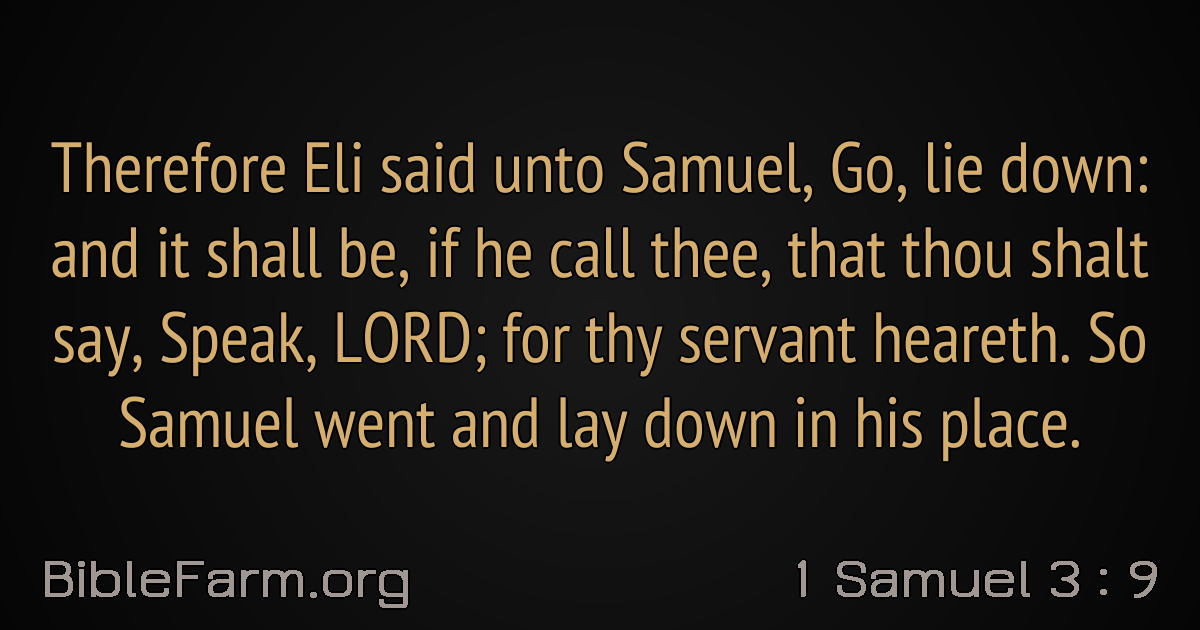 Therefore Eli said unto Samuel, Go, lie down:
and it shall be, if he call thee, that thou shalt
say, Speak, LORD; for thy servant heareth. So
Samuel went and lay down in his place.
BibleFarm.org
1 Samuel 3 : 9